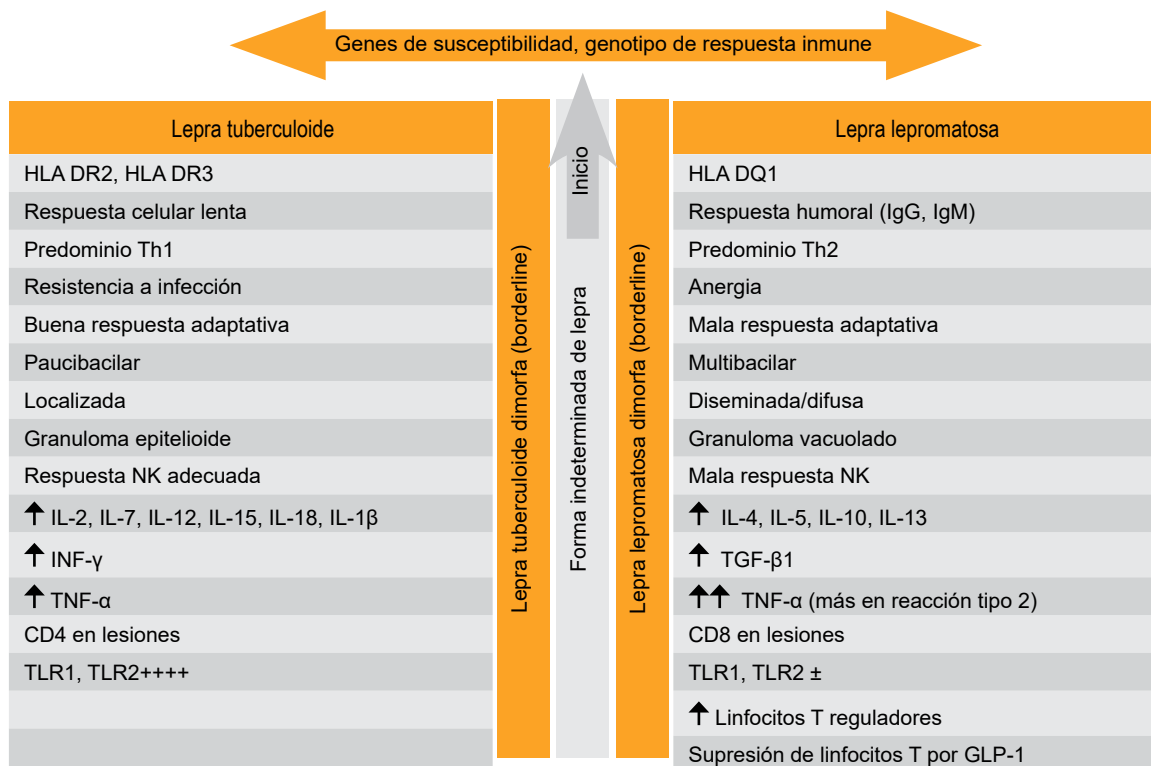 Genes de susceptibilidad, genotipo de respuesta inmune
Lepra tuberculoide
HLA DR2, HLA DR3
Respuesta celular lenta
Predominio Th1
Resistencia a infección
Buena respuesta adaptativa
Paucibacilar
Localizada
Granuloma epitelioide
Respuesta NK adecuada
↑ IL-2, IL-7, IL-12, IL-15, IL-18, IL-1β
↑ INF-γ
↑ TNF-α
CD4 en lesiones
TLR1, TLR2++++
Lepra tuberculoide dimorfa (borderline)
Inicio
Forma indeterminada de lepra
Lepra lepromatosa dimorfa (borderline)
Lepra lepromatosa
HLA DQ1
Respuesta humoral (IgG, IgM)
Predominio Th2
Anergia
Mala respuesta adaptativa
Multibacilar
Diseminada/difusa
Granuloma vacuolado
Mala respuesta NK
↑ IL-4, IL-5, IL-10, IL-13
↑ TGF-β1
↑↑ TNF-α (más en reacción tipo 2)
CD8 en lesiones
TLR1, TLR2 ±
↑ Linfocitos T reguladores
Supresión de linfocitos T por GLP-1